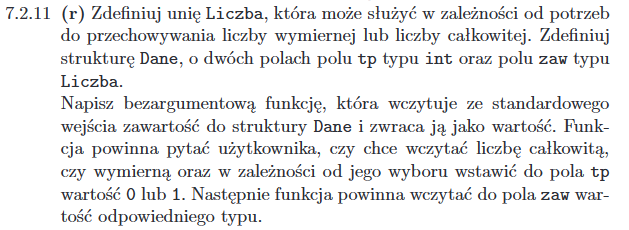 7.2.11 (r) Zdefiniuj unię Liczba, która może służyć w zależności od potrzeb
do przechowywania liczby wymiernej lub liczby całkowitej. Zdefiniuj
strukturę Dane, o dwóch polach polu tp typu int oraz polu zaw typu
Liczba.
Napisz bezargumentową funkcję, która wczytuje ze standardowego
wejścia zawartość do struktury Dane i zwraca ją jako wartość. Funk-
cja powinna pytać użytkownika, czy chce wczytać liczbę całkowitą,
czy wymierną oraz w zależności od jego wyboru wstawić do pola tp
wartość 0 lub 1. Następnie funkcja powinna wczytać do pola zaw war-
tość odpowiedniego typu.